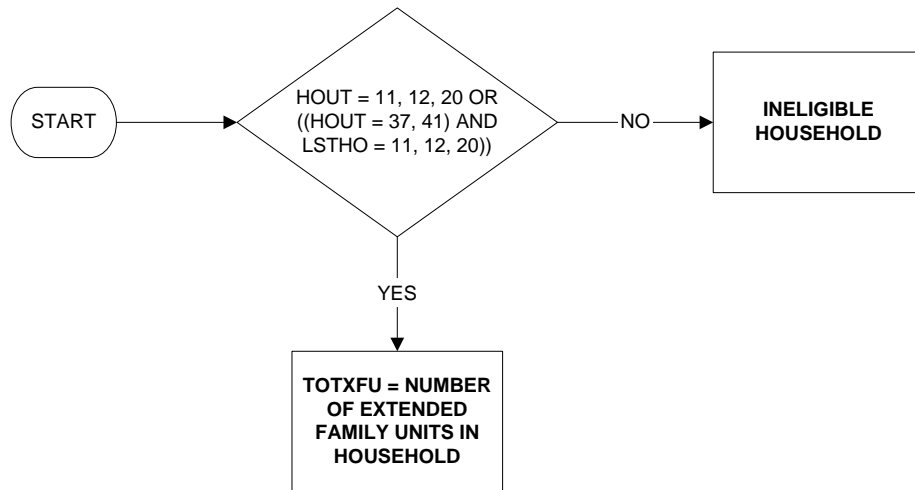 START
HOUT = 11, 12, 20 OR
((HOUT = 37, 41) AND
LSTHO = 11, 12, 20))
NO
INELIGIBLE
HOUSEHOLD
YES
TOTXFU = NUMBER
OF EXTENDED
FAMILY UNITS IN
HOUSEHOLD